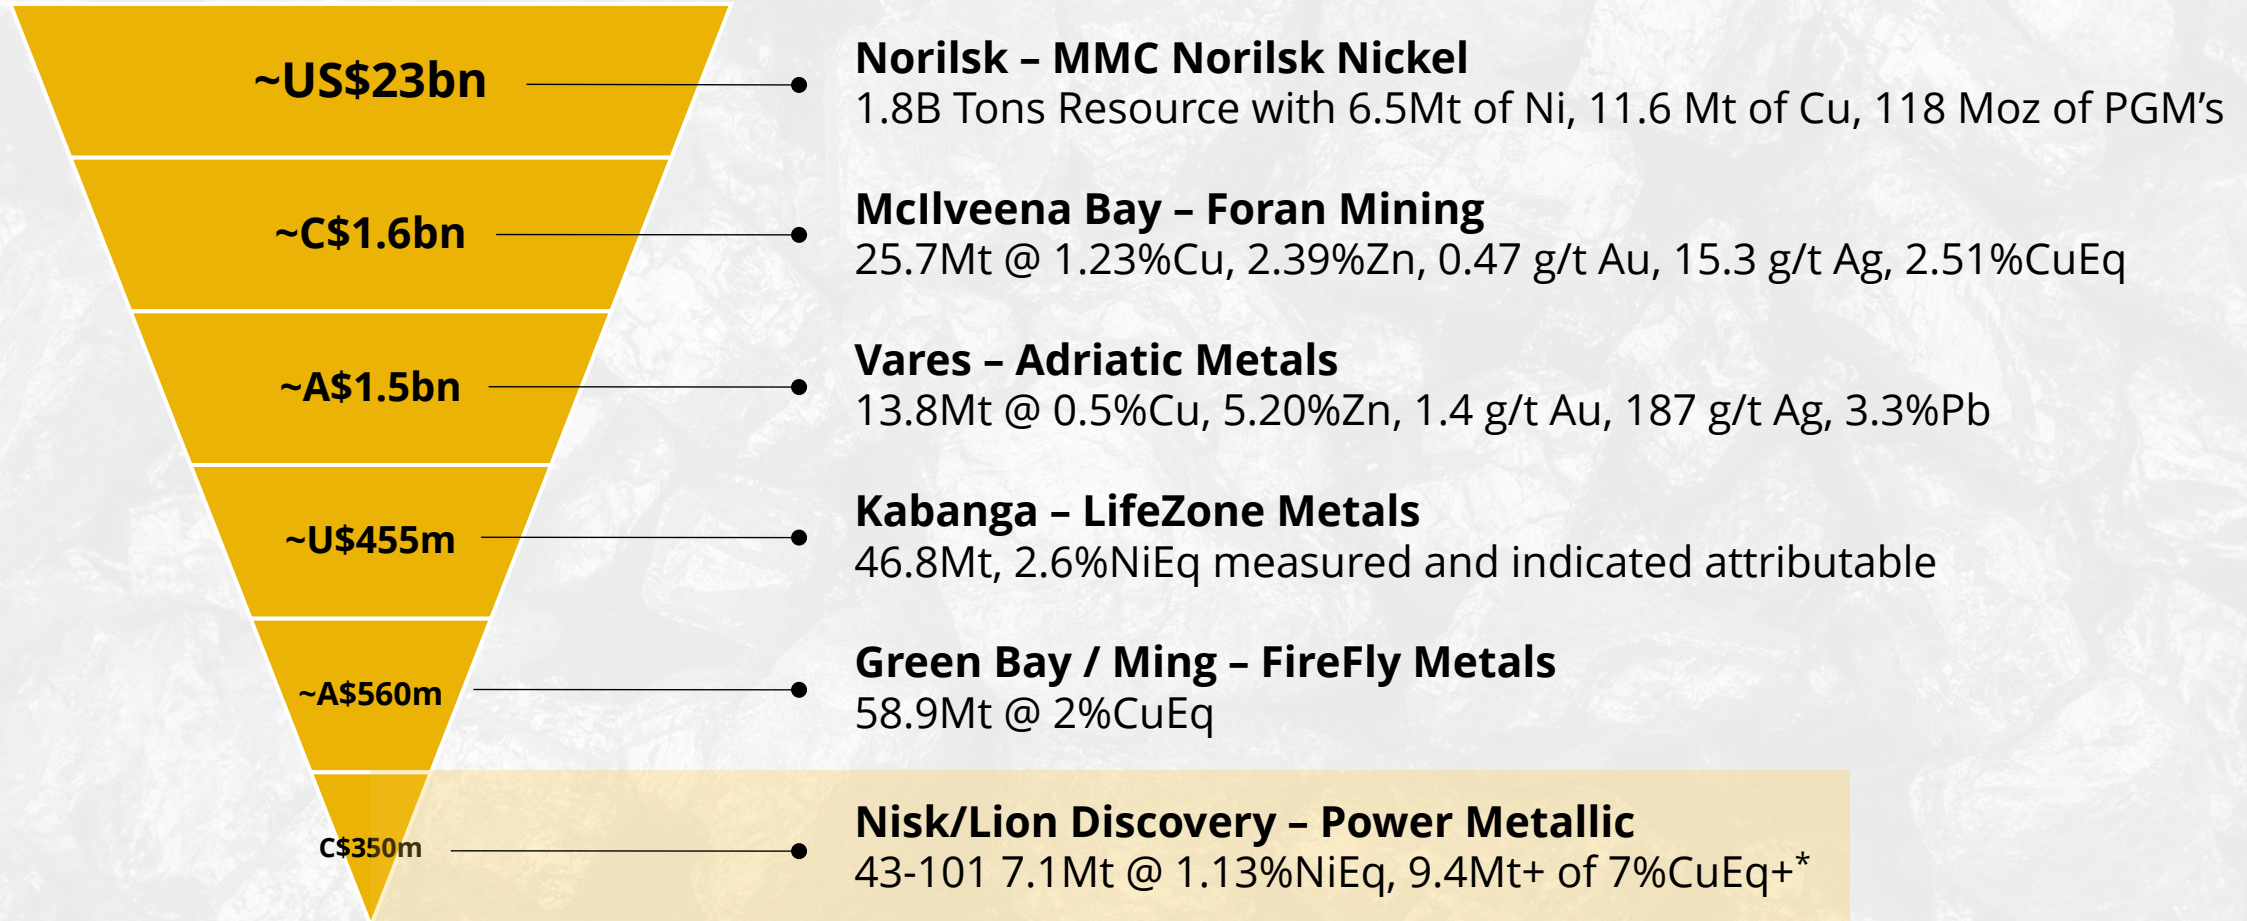 ~US$23bn
Norilsk – MMC Norilsk Nickel
1.8B Tons Resource with 6.5Mt of Ni, 11.6 Mt of Cu, 118 Moz of PGM’s
~C$1.6bn
McIlveena Bay – Foran Mining
25.7Mt @ 1.23%Cu, 2.39%Zn, 0.47 g/t Au, 15.3 g/t Ag, 2.51%CuEq
~A$1.5bn
Vares – Adriatic Metals
13.8Mt @ 0.5%Cu, 5.20%Zn, 1.4 g/t Au, 187 g/t Ag, 3.3%Pb
~U$455m
Kabanga – LifeZone Metals
46.8Mt, 2.6%NiEq measured and indicated attributable
~A$560m
Green Bay / Ming – FireFly Metals
58.9Mt @ 2%CuEq
C$350m
Nisk/Lion Discovery – Power Metallic
43-101 7.1Mt @ 1.13%NiEq, 9.4Mt+ of 7%CuEq+*